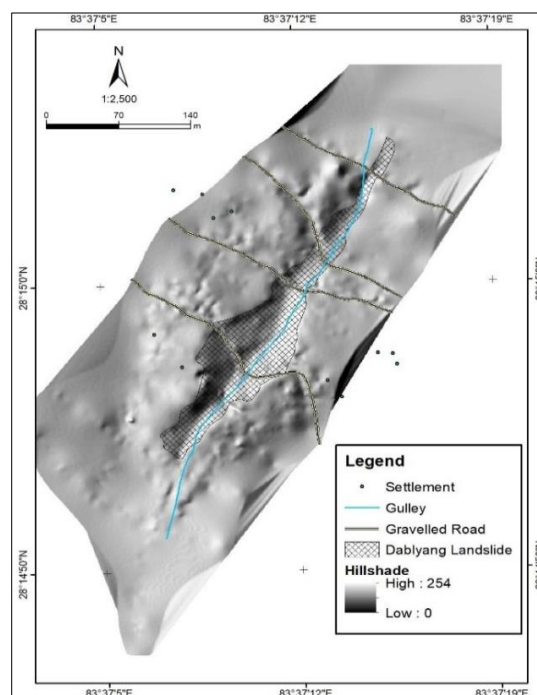 83°37'5"E 83°37'12"E 83°37'19"E
N
1:2,500
0 70 140
m
28°15'0"N
28°14'50"N
Legend
Settlement
Gulley
Gravelled Road
Dablyang Landslide
Hillshade
High : 254
Low : 0
83°37'5"E 83°37'12"E 83°37'19"E